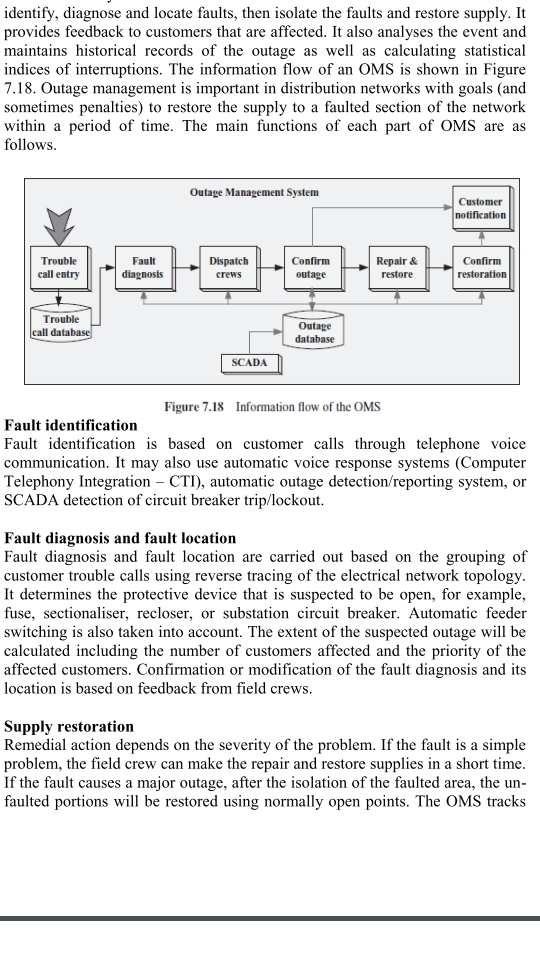 identify, diagnose and locate faults, then isolate the faults and restore supply. It
provides feedback to customers that are affected. It also analyses the event and
maintains historical records of the outage as well as calculating statistical
indices of interruptions. The information flow of an OMS is shown in Figure
7.18. Outage management is important in distribution networks with goals (and
sometimes penalties) to restore the supply to a faulted section of the network
within a period of time. The main functions of each part of OMS are as
follows.
Outage Management System
Customer
notification
Trouble
call entry
Fault
diagnosis
Dispatch
crews
Confirm
outage
Repair &
restore
Confirm
restoration
Trouble
call database
Outage
database
SCADA
Figure 7.18 Information flow of the OMS
Fault identification
Fault identification is based on customer calls through telephone voice
communication. It may also use automatic voice response systems (Computer
Telephony Integration – CTI), automatic outage detection/reporting system, or
SCADA detection of circuit breaker trip/lockout.
Fault diagnosis and fault location
Fault diagnosis and fault location are carried out based on the grouping of
customer trouble calls using reverse tracing of the electrical network topology.
It determines the protective device that is suspected to be open, for example,
fuse, sectionaliser, recloser, or substation circuit breaker. Automatic feeder
switching is also taken into account. The extent of the suspected outage will be
calculated including the number of customers affected and the priority of the
affected customers. Confirmation or modification of the fault diagnosis and its
location is based on feedback from field crews.
Supply restoration
Remedial action depends on the severity of the problem. If the fault is a simple
problem, the field crew can make the repair and restore supplies in a short time.
If the fault causes a major outage, after the isolation of the faulted area, the un-
faulted portions will be restored using normally open points. The OMS tracks